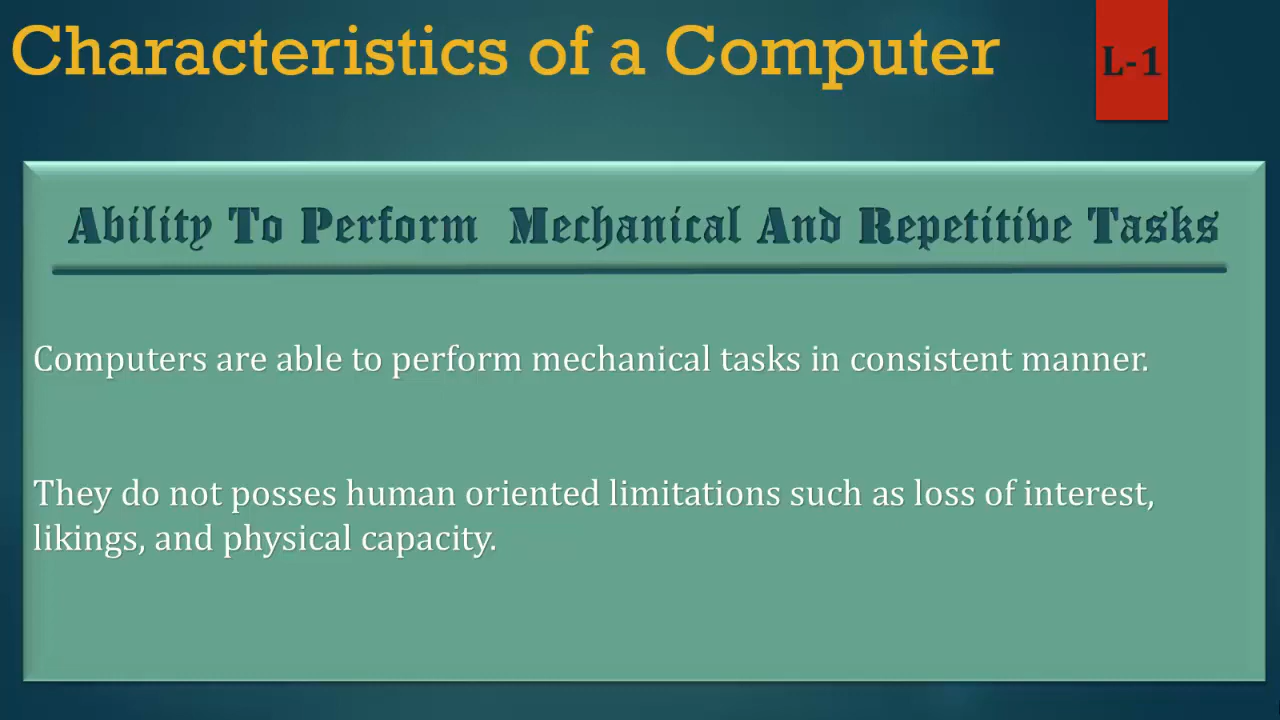 Characteristics of a Computer
L-1
Ability To Perform Mechanical And Repetitive Tasks
Computers are able to perform mechanical tasks in consistent manner.
They do not posses human oriented limitations such as loss of interest,
likings, and physical capacity.